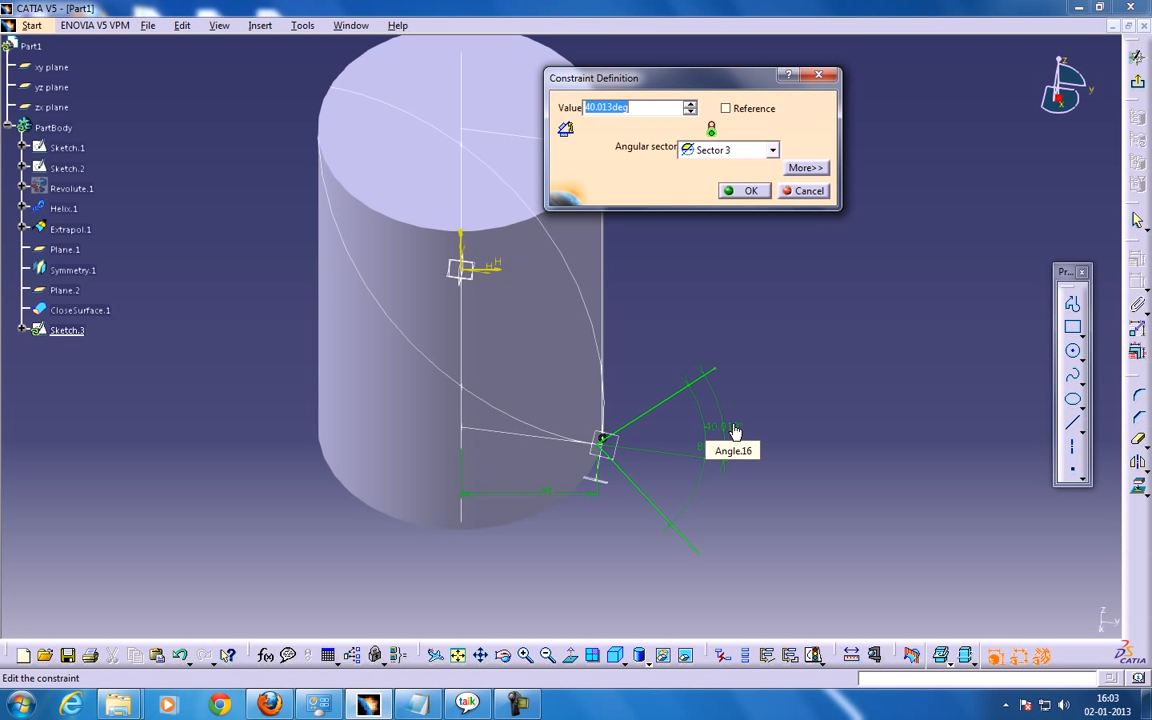 CATIA V5 - [Part1]
Start ENOVIA V5 VPM File Edit View Insert Tools Window Help
Part1
xy plane
yz plane
zx plane
PartBody
Sketch.1
Sketch.2
Revolute.1
Helix.1
Extrapol.1
Plane.1
Symmetry.1
Plane.2
CloseSurface.1
Sketch.3
Constraint Definition
Value 40.013deg
Reference
Angular sector Sector 3
More>>
OK Cancel
z
y
x
Pr...
H
Angle.16
z
y
x
f(x)
CATIA
Edit the constraint
talk
16:03
02-01-2013